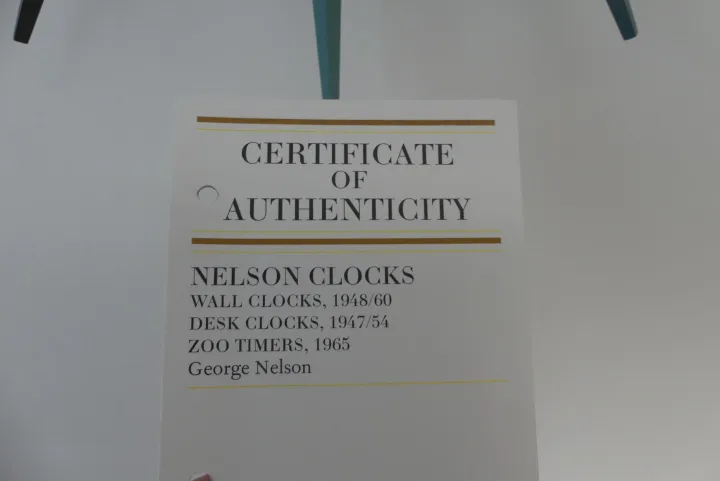 CERTIFICATE
OF
AUTHENTICITY
NELSON CLOCKS
WALL CLOCKS, 1948/60
DESK CLOCKS, 1947/54
ZOO TIMERS, 1965
George Nelson